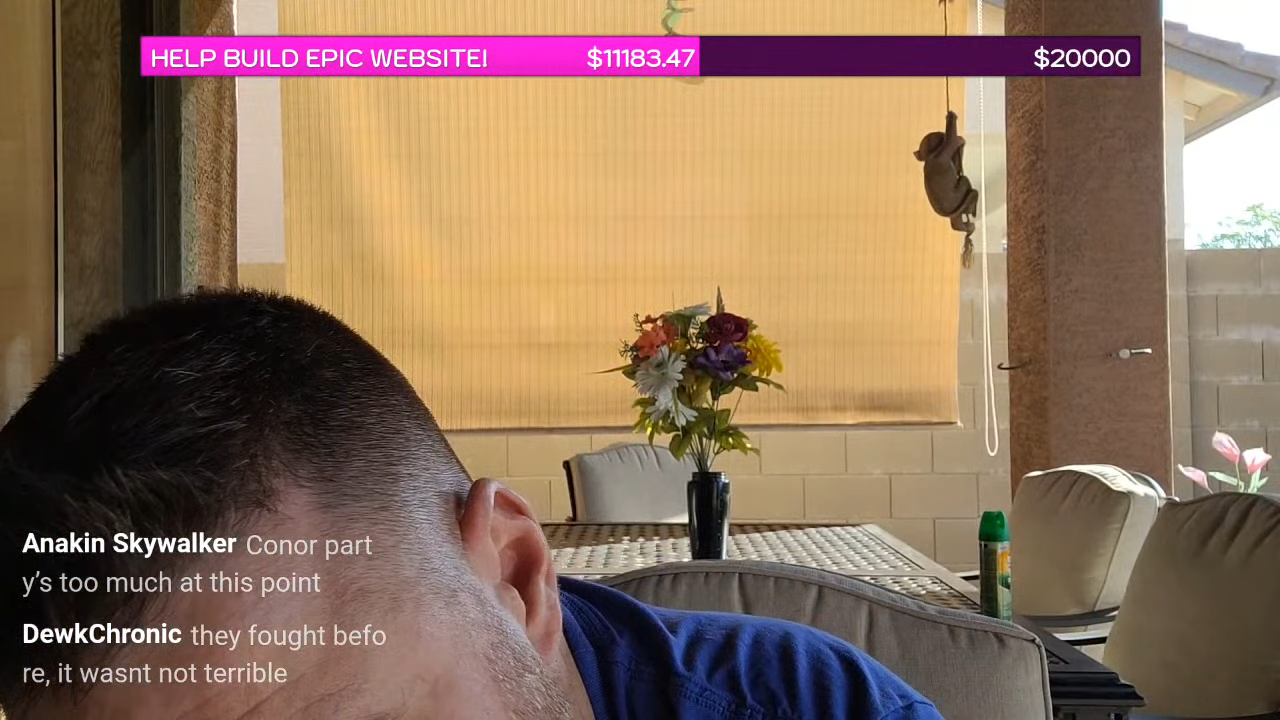 HELP BUILD EPIC WEBSITE! $11183.47 $20000
Anakin Skywalker Conor part
y's too much at this point
DewkChronic they fought befo
re, it wasnt not terrible